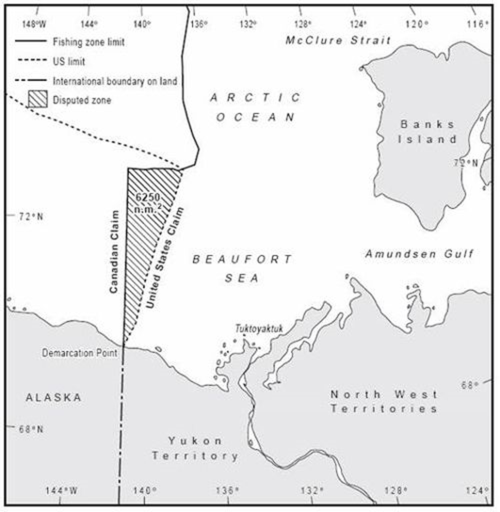 148°W 144° 140° 136° 132° 128° 124° 120° 116°
Fishing zone limit
US limit
International boundary on land
Disputed zone
McClure Strait
ARCTIC
OCEAN
Banks
Island
72°N
6250
n.m.²
72°N
Canadian Claim
United States Claim
BEAUFORT
SEA
Amundsen Gulf
Tuktoyaktuk
Demarcation Point
ALASKA
North West
Territories
68°
68°N
Yukon
Territory
144°W 140° 136° 132° 128° 124°